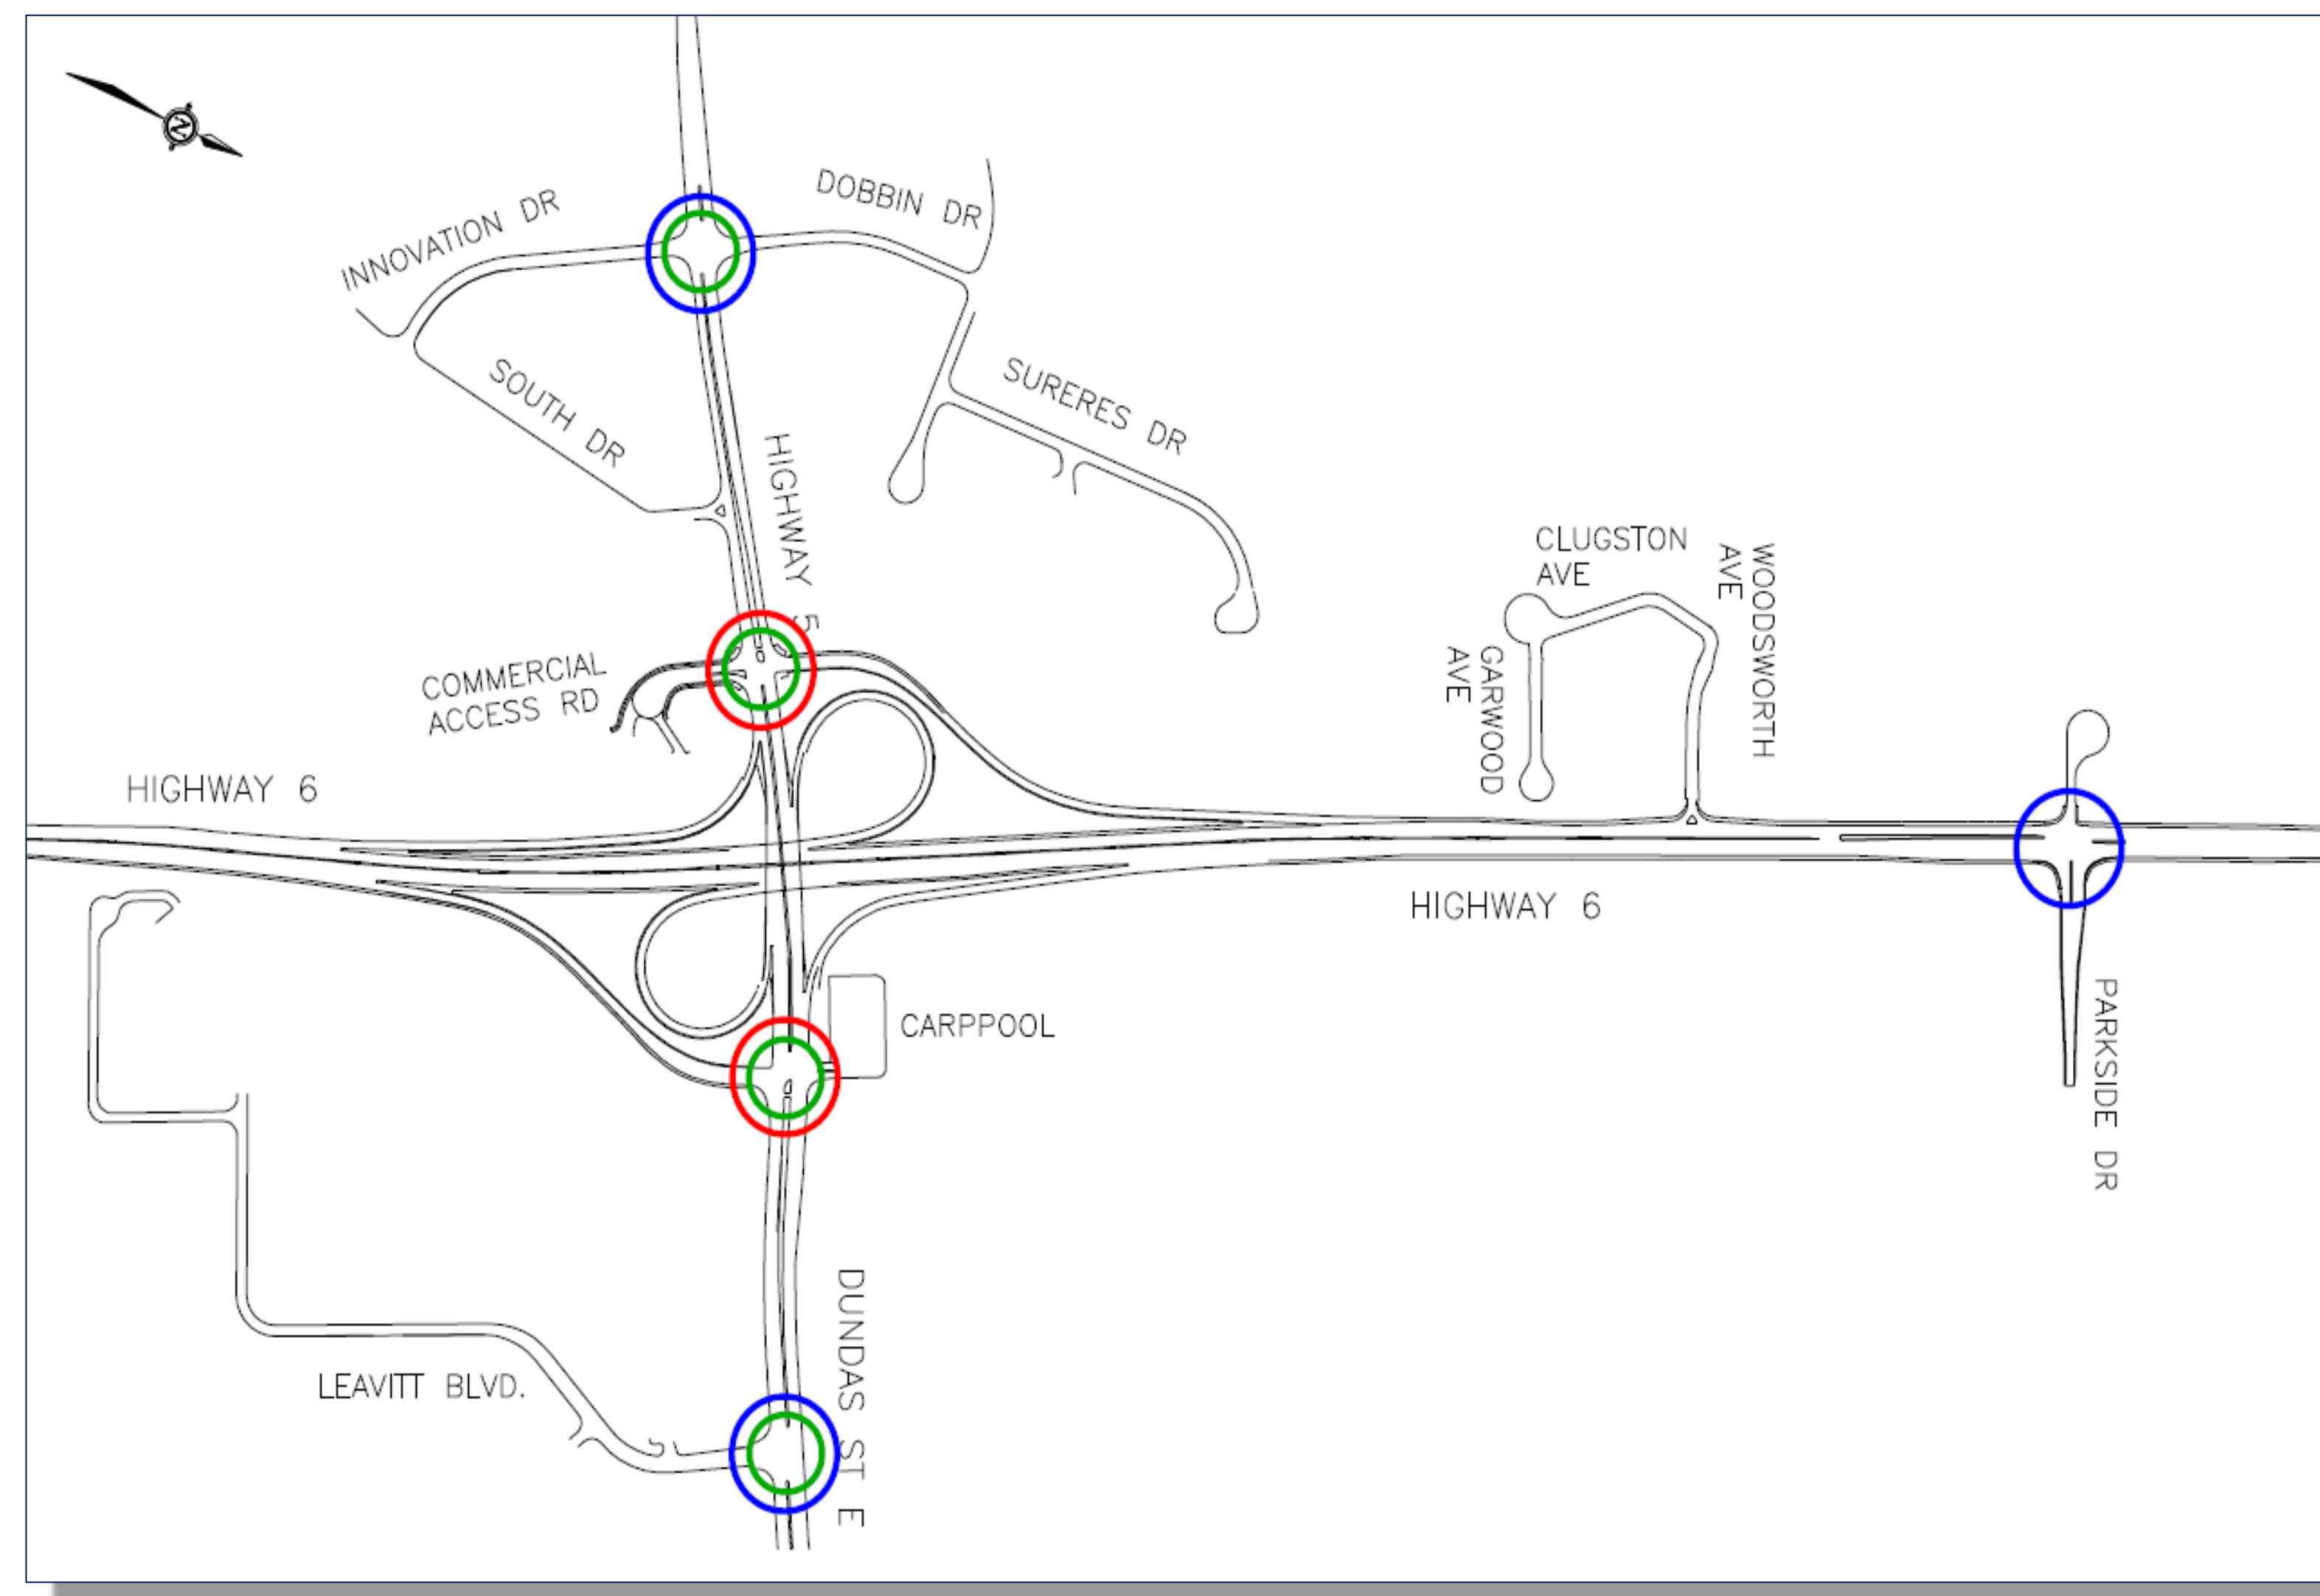 N
INNOVATION DR
DOBBIN DR
SOUTH DR
SURERES DR
HIGHWAY 5
CLUGSTON
AVE
WOODSWORTH
AVE
GARWOOD
AVE
COMMERCIAL
ACCESS RD
HIGHWAY 6
HIGHWAY 6
CARPPOOL
PARKSIDE DR
DUNDAS ST E
LEAVITT BLVD.